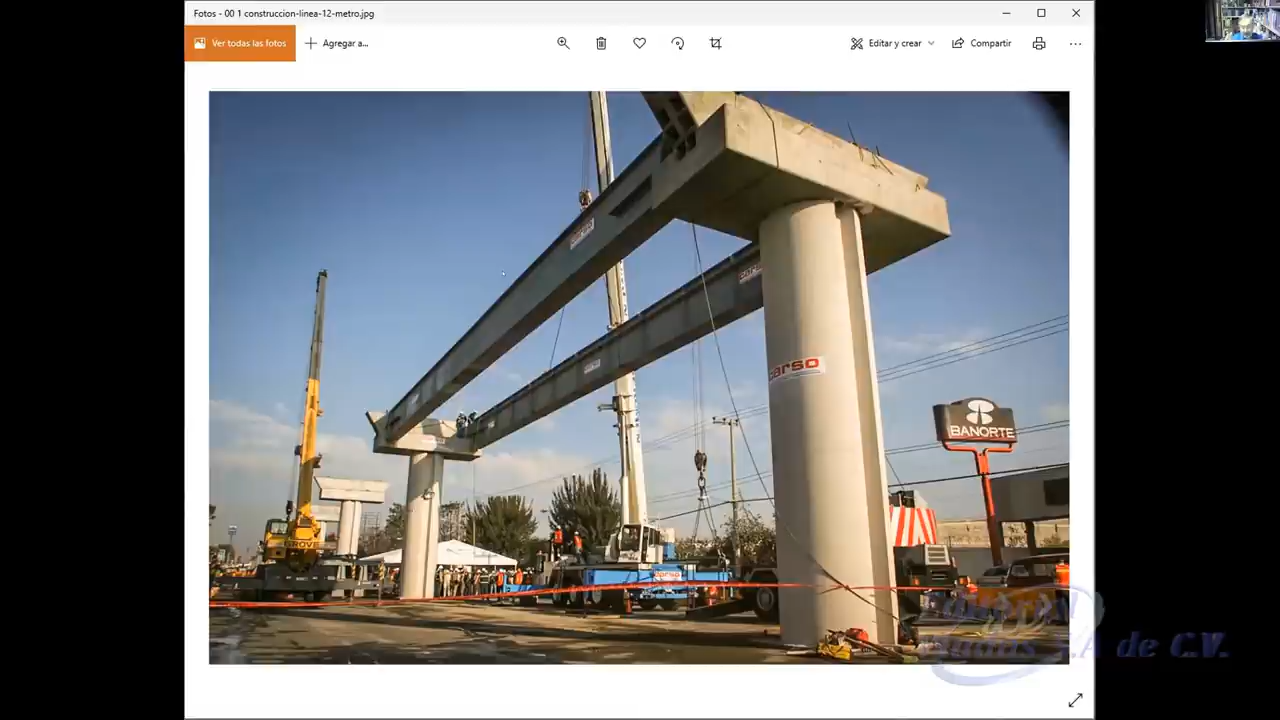 Fotos - 00 1 construccion-linea-12-metro.jpg
Ver todas las fotos
Agregar a...
Editar y crear
Compartir
carso
BANORTE
GROVE
carso
S.A de C.V.